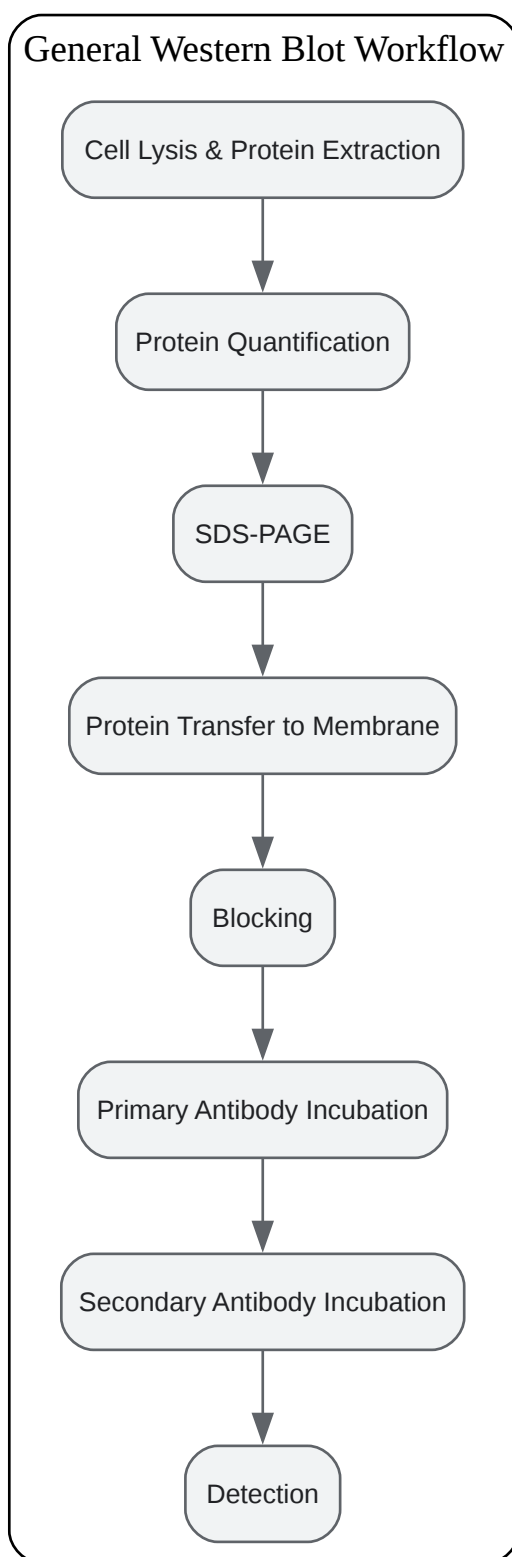 General Western Blot Workflow
Cell Lysis & Protein Extraction
Protein Quantification
SDS-PAGE
Protein Transfer to Membrane
Blocking
Primary Antibody Incubation
Secondary Antibody Incubation
Detection